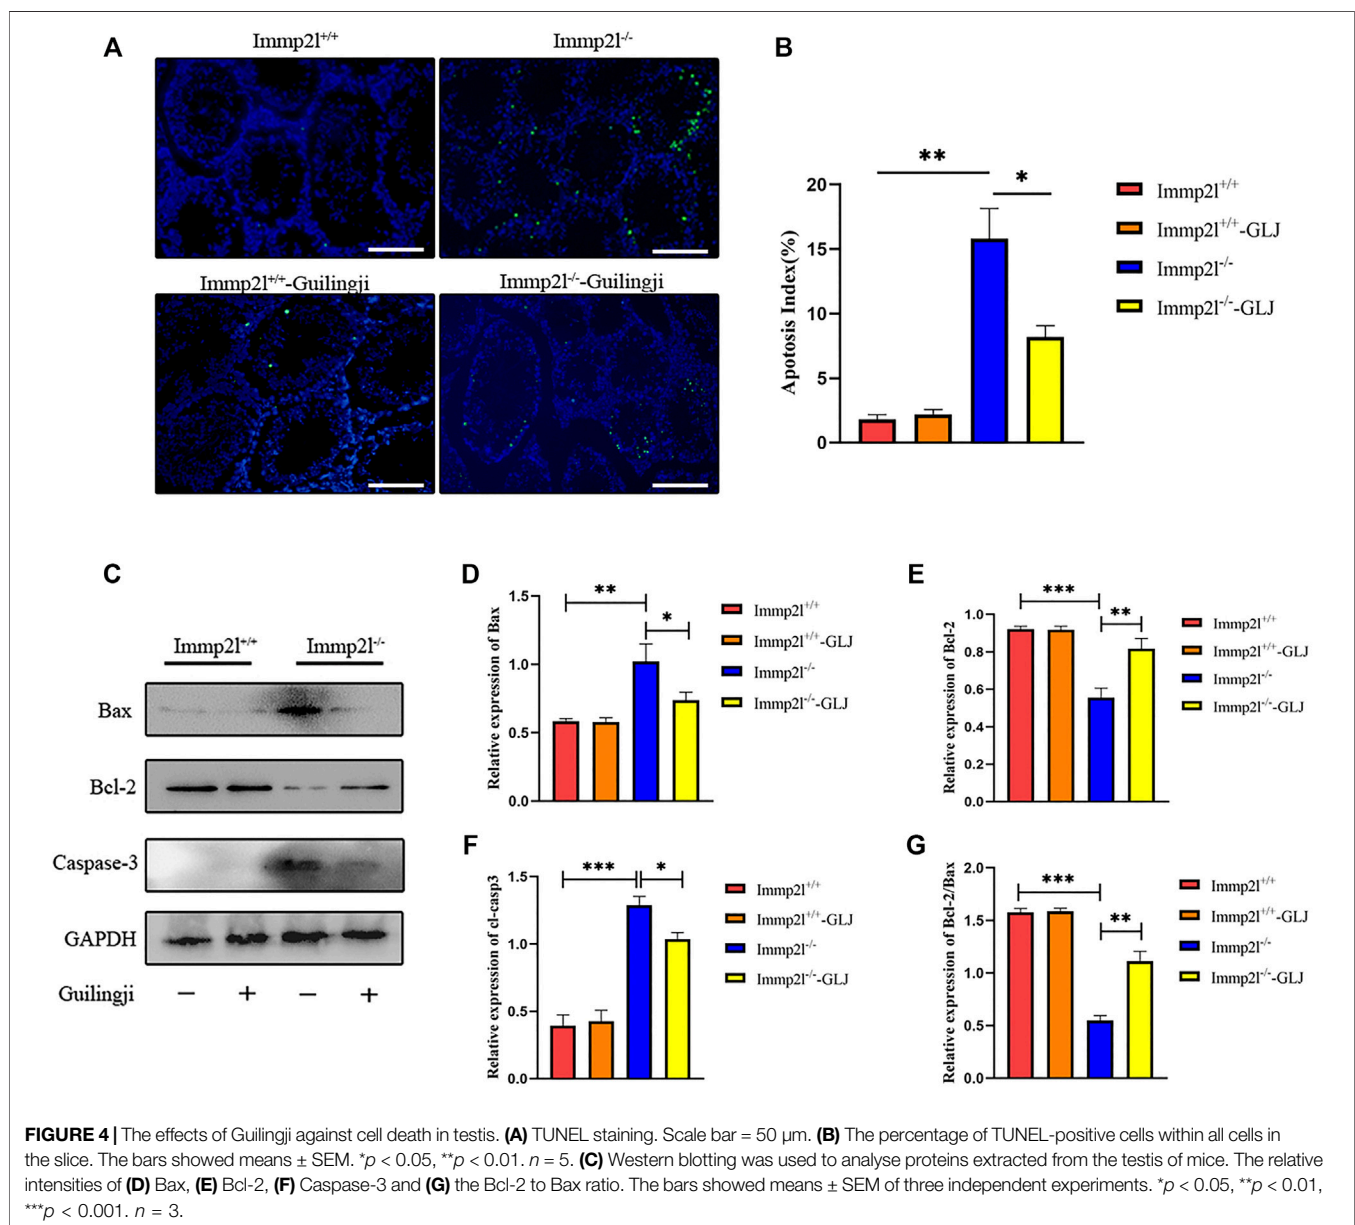 A
Immp2l+/+
Immp2l-/-
Immp2l+/+-Guilingji
Immp2l-/--Guilingji
B
**
*
20
15
10
5
0
Apotosis Index(%)
Immp2l+/+
Immp2l+/+-GLJ
Immp2l-/-
Immp2l-/--GLJ
C
Immp2l+/+
Immp2l-/-
Bax
Bcl-2
Caspase-3
GAPDH
Guilingji − + − +
D
**
*
1.5
1.0
0.5
0.0
Relative expression of Bax
Immp2l+/+
Immp2l+/+-GLJ
Immp2l-/-
Immp2l-/--GLJ
E
***
**
1.0
0.8
0.6
0.4
0.2
0.0
Relative expression of Bcl-2
Immp2l+/+
Immp2l+/+-GLJ
Immp2l-/-
Immp2l-/--GLJ
F
***
*
1.5
1.0
0.5
0.0
Relative expression of cl-casp3
Immp2l+/+
Immp2l+/+-GLJ
Immp2l-/-
Immp2l-/--GLJ
G
***
**
2.0
1.5
1.0
0.5
0.0
Relative expression of Bcl-2/Bax
Immp2l+/+
Immp2l+/+-GLJ
Immp2l-/-
Immp2l-/--GLJ
FIGURE 4 | The effects of Guilingji against cell death in testis. (A) TUNEL staining. Scale bar = 50 μm. (B) The percentage of TUNEL-positive cells within all cells in
the slice. The bars showed means ± SEM. *p < 0.05, **p < 0.01. n = 5. (C) Western blotting was used to analyse proteins extracted from the testis of mice. The relative
intensities of (D) Bax, (E) Bcl-2, (F) Caspase-3 and (G) the Bcl-2 to Bax ratio. The bars showed means ± SEM of three independent experiments. *p < 0.05, **p < 0.01,
***p < 0.001. n = 3.